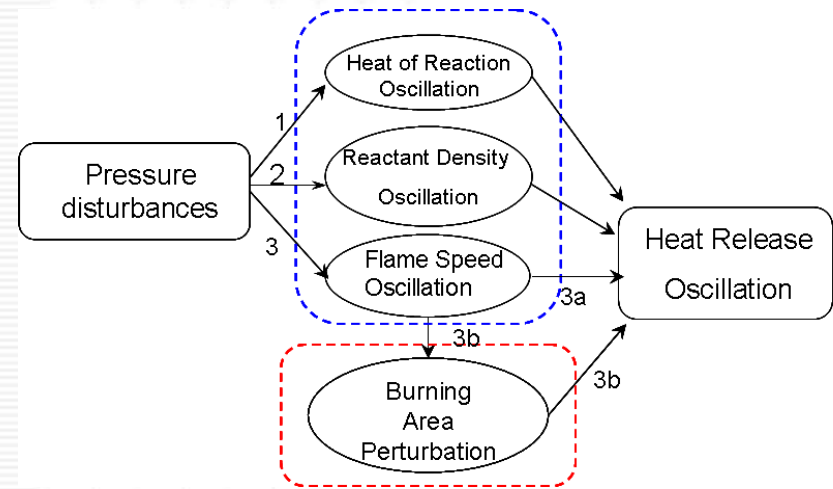 Heat of Reaction
Oscillation
1
Pressure
disturbances
2
Reactant Density
Oscillation
3
Flame Speed
Oscillation
3a
Heat Release
Oscillation
3b
Burning
Area
Perturbation
3b